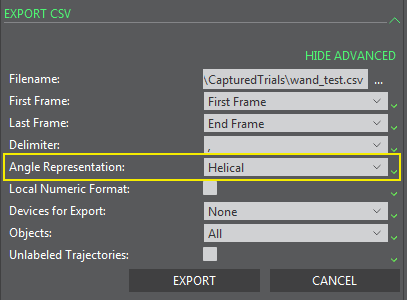 EXPORT CSV
HIDE ADVANCED
Filename: \CapturedTrials\wand_test.csv ...
First Frame: First Frame
Last Frame: End Frame
Delimiter: ,
Angle Representation: Helical
Local Numeric Format:
Devices for Export: None
Objects: All
Unlabeled Trajectories:
EXPORT CANCEL